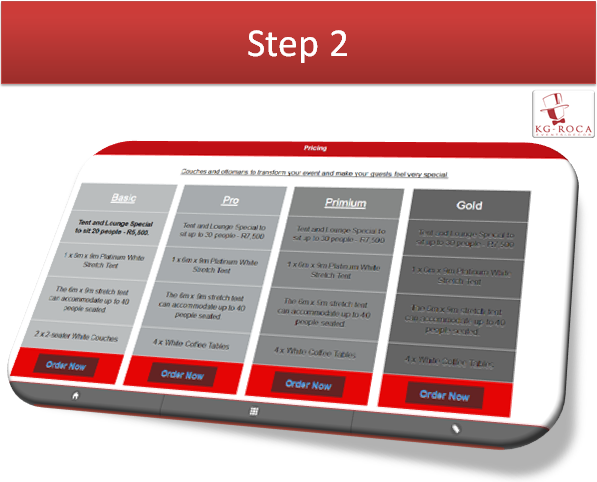 Step 2
KG-ROCA
Pricing
Couches and ottomans to transform your event and make your guests feel very special.
Basic
Tent and Lounge Special
to sit 20 people - R5,500.
1 x 6m x 9m Platinum White
Stretch Tent
The 6m x 9m stretch tent
can accommodate up to 40
people seated
2 x 2-seater White Couches
Order Now
Pro
Tent and Lounge Special to
sit up to 30 people - R7,500
1 x 6m x 9m Platinum White
Stretch Tent
The 6m x 9m stretch tent
can accommodate up to 40
people seated
4 x White Coffee Tables
Order Now
Primium
Tent and Lounge Special to
sit up to 30 people - R7,500
1 x 6m x 9m Platinum White
Stretch Tent
The 6m x 9m stretch tent
can accommodate up to 40
people seated
4 x White Coffee Tables
Order Now
Gold
Tent and Lounge Special to
sit up to 30 people - R7,500
1 x 6m x 9m Platinum White
Stretch Tent
The 6m x 9m stretch tent
can accommodate up to 40
people seated
4 x White Coffee Tables
Order Now